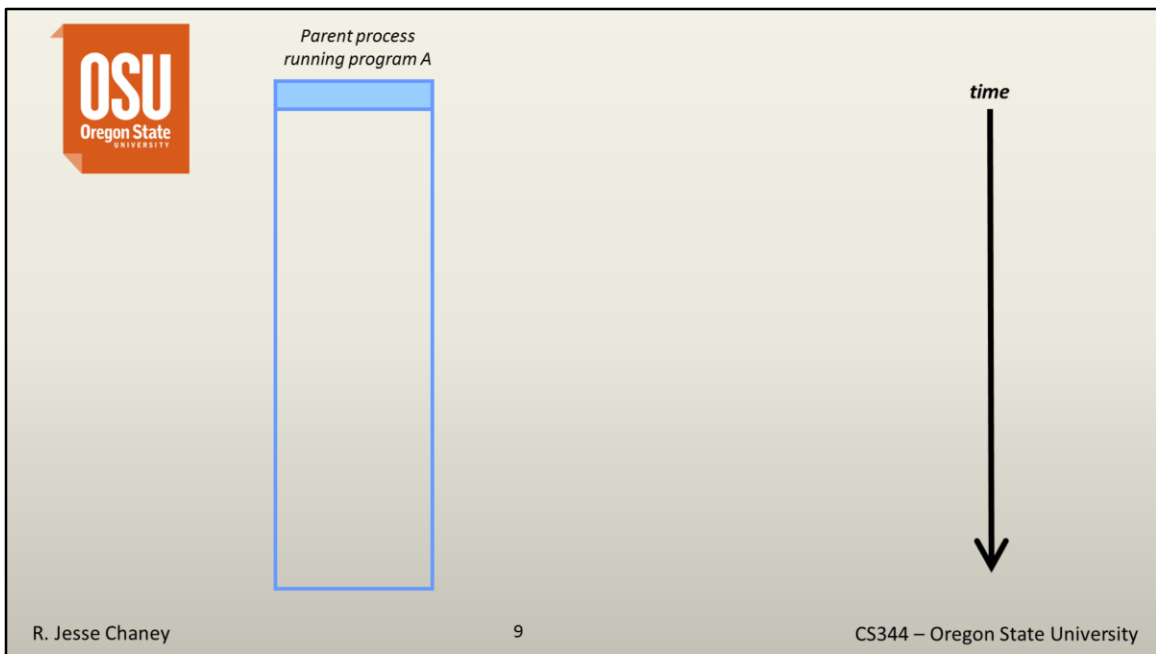 OSU
Oregon State
UNIVERSITY
Parent process
running program A
time
R. Jesse Chaney
9
CS344 – Oregon State University